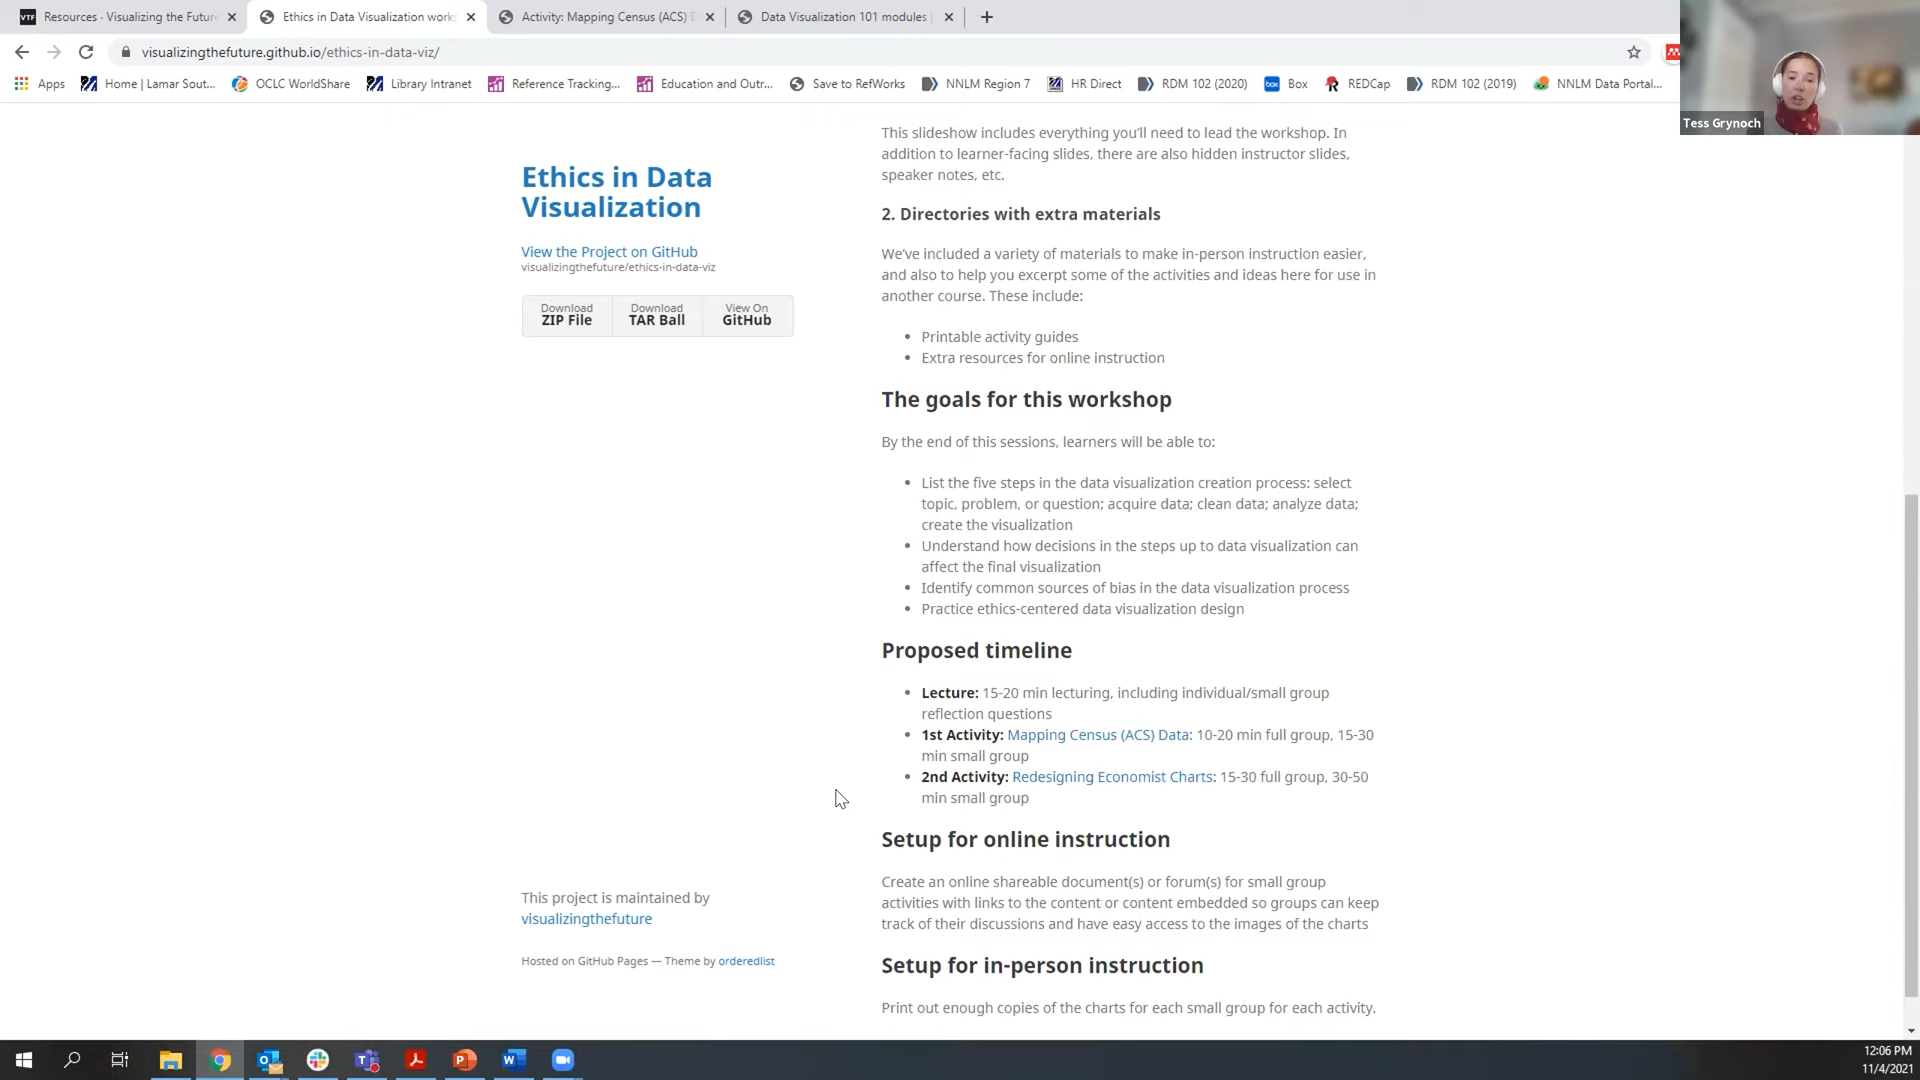 VTF Resources · Visualizing the Future
Ethics in Data Visualization works
Activity: Mapping Census (ACS) D
Data Visualization 101 modules |
visualizingthefuture.github.io/ethics-in-data-viz/
Apps
Home | Lamar Sout...
OCLC WorldShare
Library Intranet
Reference Tracking...
Education and Outr...
Save to RefWorks
NNLM Region 7
HR Direct
RDM 102 (2020)
box Box
REDCap
RDM 102 (2019)
NNLM Data Portal...
Tess Grynoch
Ethics in Data
Visualization
View the Project on GitHub
visualizingthefuture/ethics-in-data-viz
Download
ZIP File
Download
TAR Ball
View On
GitHub
This project is maintained by
visualizingthefuture
Hosted on GitHub Pages — Theme by orderedlist
This slideshow includes everything you'll need to lead the workshop. In
addition to learner-facing slides, there are also hidden instructor slides,
speaker notes, etc.
2. Directories with extra materials
We've included a variety of materials to make in-person instruction easier,
and also to help you excerpt some of the activities and ideas here for use in
another course. These include:
• Printable activity guides
• Extra resources for online instruction
The goals for this workshop
By the end of this sessions, learners will be able to:
• List the five steps in the data visualization creation process: select
topic, problem, or question; acquire data; clean data; analyze data;
create the visualization
• Understand how decisions in the steps up to data visualization can
affect the final visualization
• Identify common sources of bias in the data visualization process
• Practice ethics-centered data visualization design
Proposed timeline
• Lecture: 15-20 min lecturing, including individual/small group
reflection questions
• 1st Activity: Mapping Census (ACS) Data: 10-20 min full group, 15-30
min small group
• 2nd Activity: Redesigning Economist Charts: 15-30 full group, 30-50
min small group
Setup for online instruction
Create an online shareable document(s) or forum(s) for small group
activities with links to the content or content embedded so groups can keep
track of their discussions and have easy access to the images of the charts
Setup for in-person instruction
Print out enough copies of the charts for each small group for each activity.
12:06 PM
11/4/2021